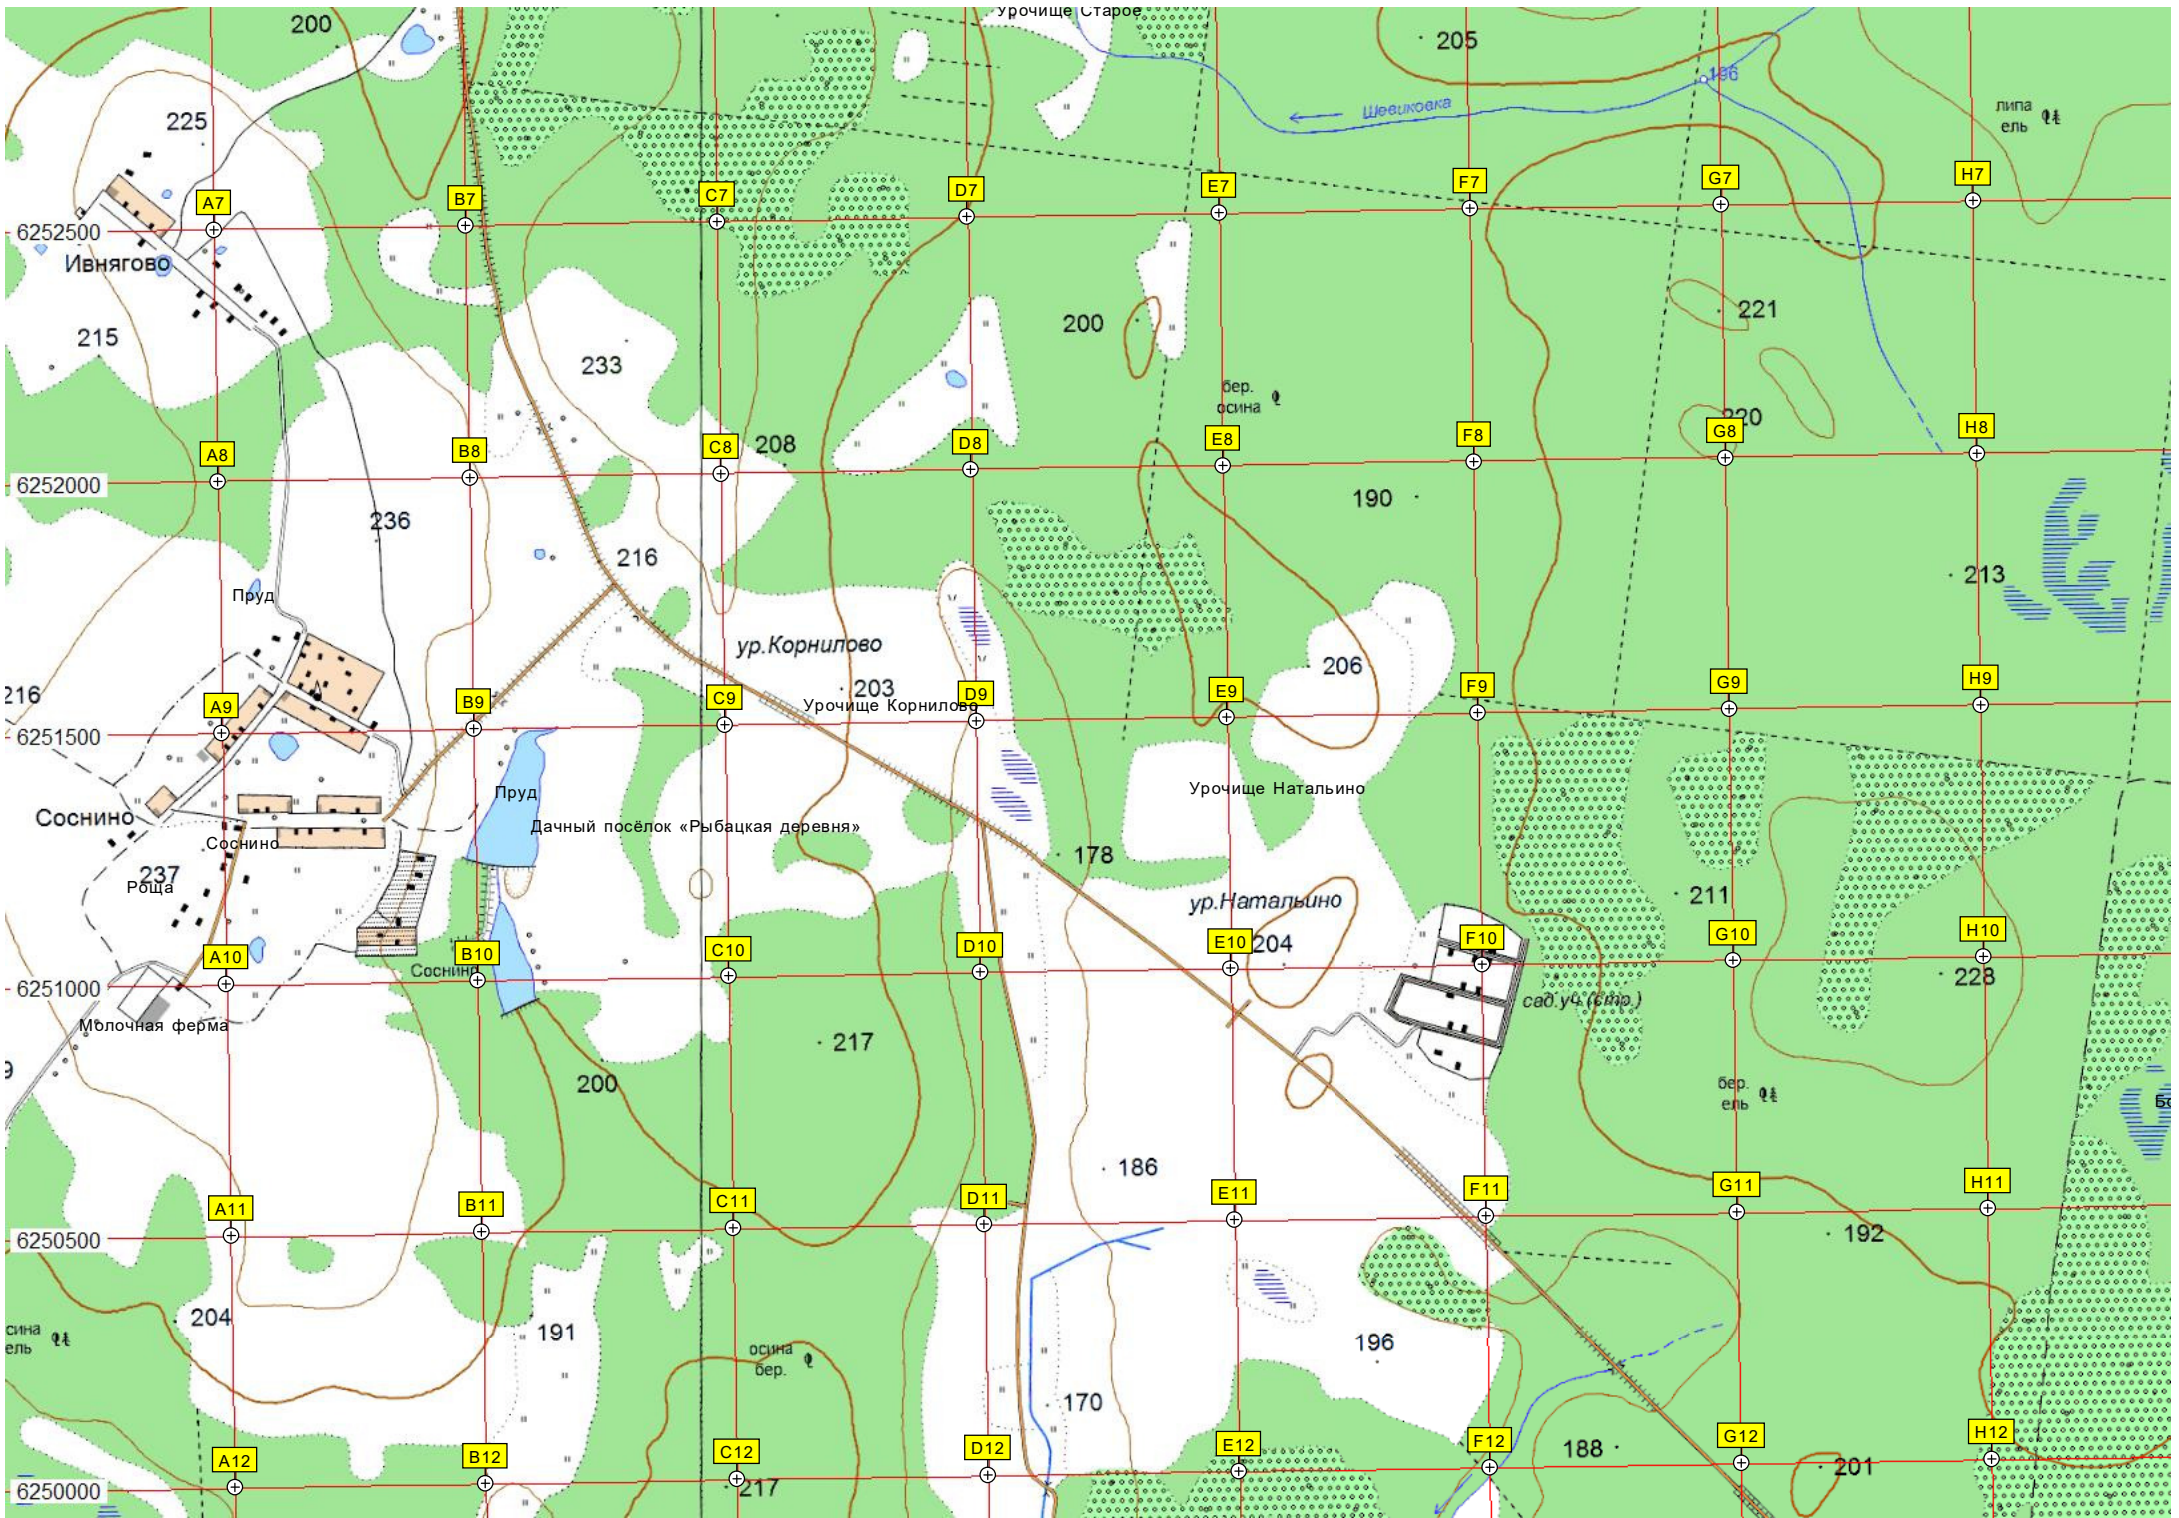 Урочище Старое
200
205
196
Шевиковка
липа
ель
225
A7
B7
C7
D7
E7
F7
G7
H7
6252500
Ивнягово
215
233
200
221
бер.
осина
220
A8
B8
C8
208
D8
E8
F8
G8
H8
6252000
236
190
216
213
Пруд
ур.Корнилово
206
216
203
Урочище Корнилово
A9
B9
C9
D9
E9
F9
G9
H9
6251500
Пруд
Урочище Натальино
Соснино
Дачный посёлок «Рыбацкая деревня»
Соснино
178
237
Роща
ур.Натальино
211
A10
B10
C10
D10
E10
204
F10
G10
H10
Соснино
228
6251000
сад.уч.(стр.)
Молочная ферма
217
9
200
бер.
ель
Бо
186
A11
B11
C11
D11
E11
F11
G11
H11
6250500
192
204
191
сина
ель
осина
бер.
196
170
A12
B12
C12
D12
E12
F12
188
G12
H12
201
6250000
217